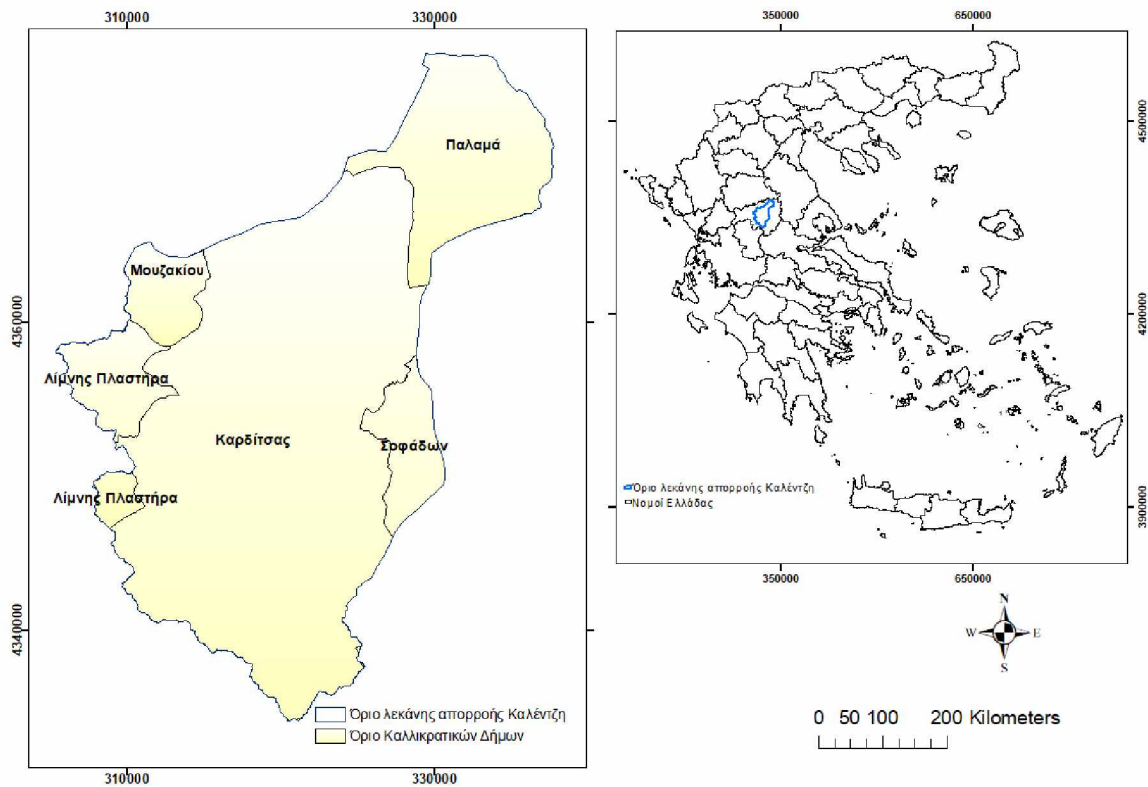 310000
330000
350000
650000
Παλαμά
4500000
Μουζακίου
4360000
4200000
Λίμνης Πλαστήρα
Καρδίτσας
Σοφάδων
Λίμνης Πλαστήρα
Όριο λεκάνης απορροής Καλέντζη
Νομοί Ελλάδας
3900000
350000
650000
4340000
N
W
E
S
Όριο λεκάνης απορροής Καλέντζη
Όριο Καλλικρατικών Δήμων
0 50 100 200 Kilometers
310000
330000